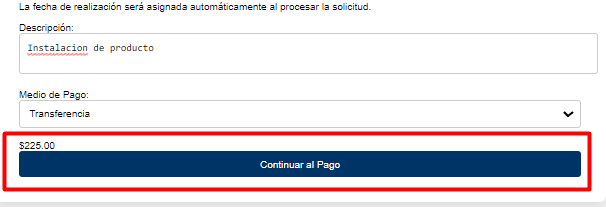 La fecha de realización será asignada automáticamente al procesar la solicitud.
Descripción:
Instalacion de producto
Medio de Pago:
Transferencia
$225.00
Continuar al Pago